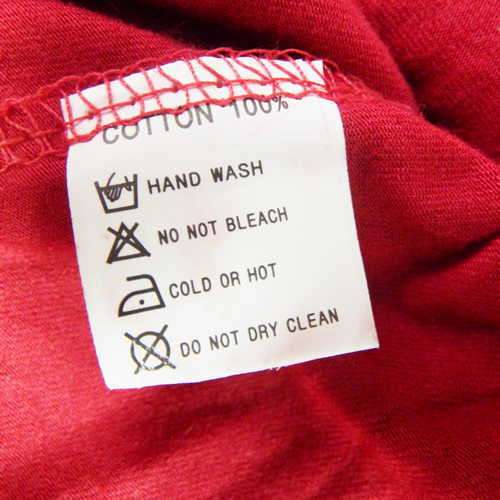 COTTON 100%
HAND WASH
NO NOT BLEACH
COLD OR HOT
DO NOT DRY CLEAN